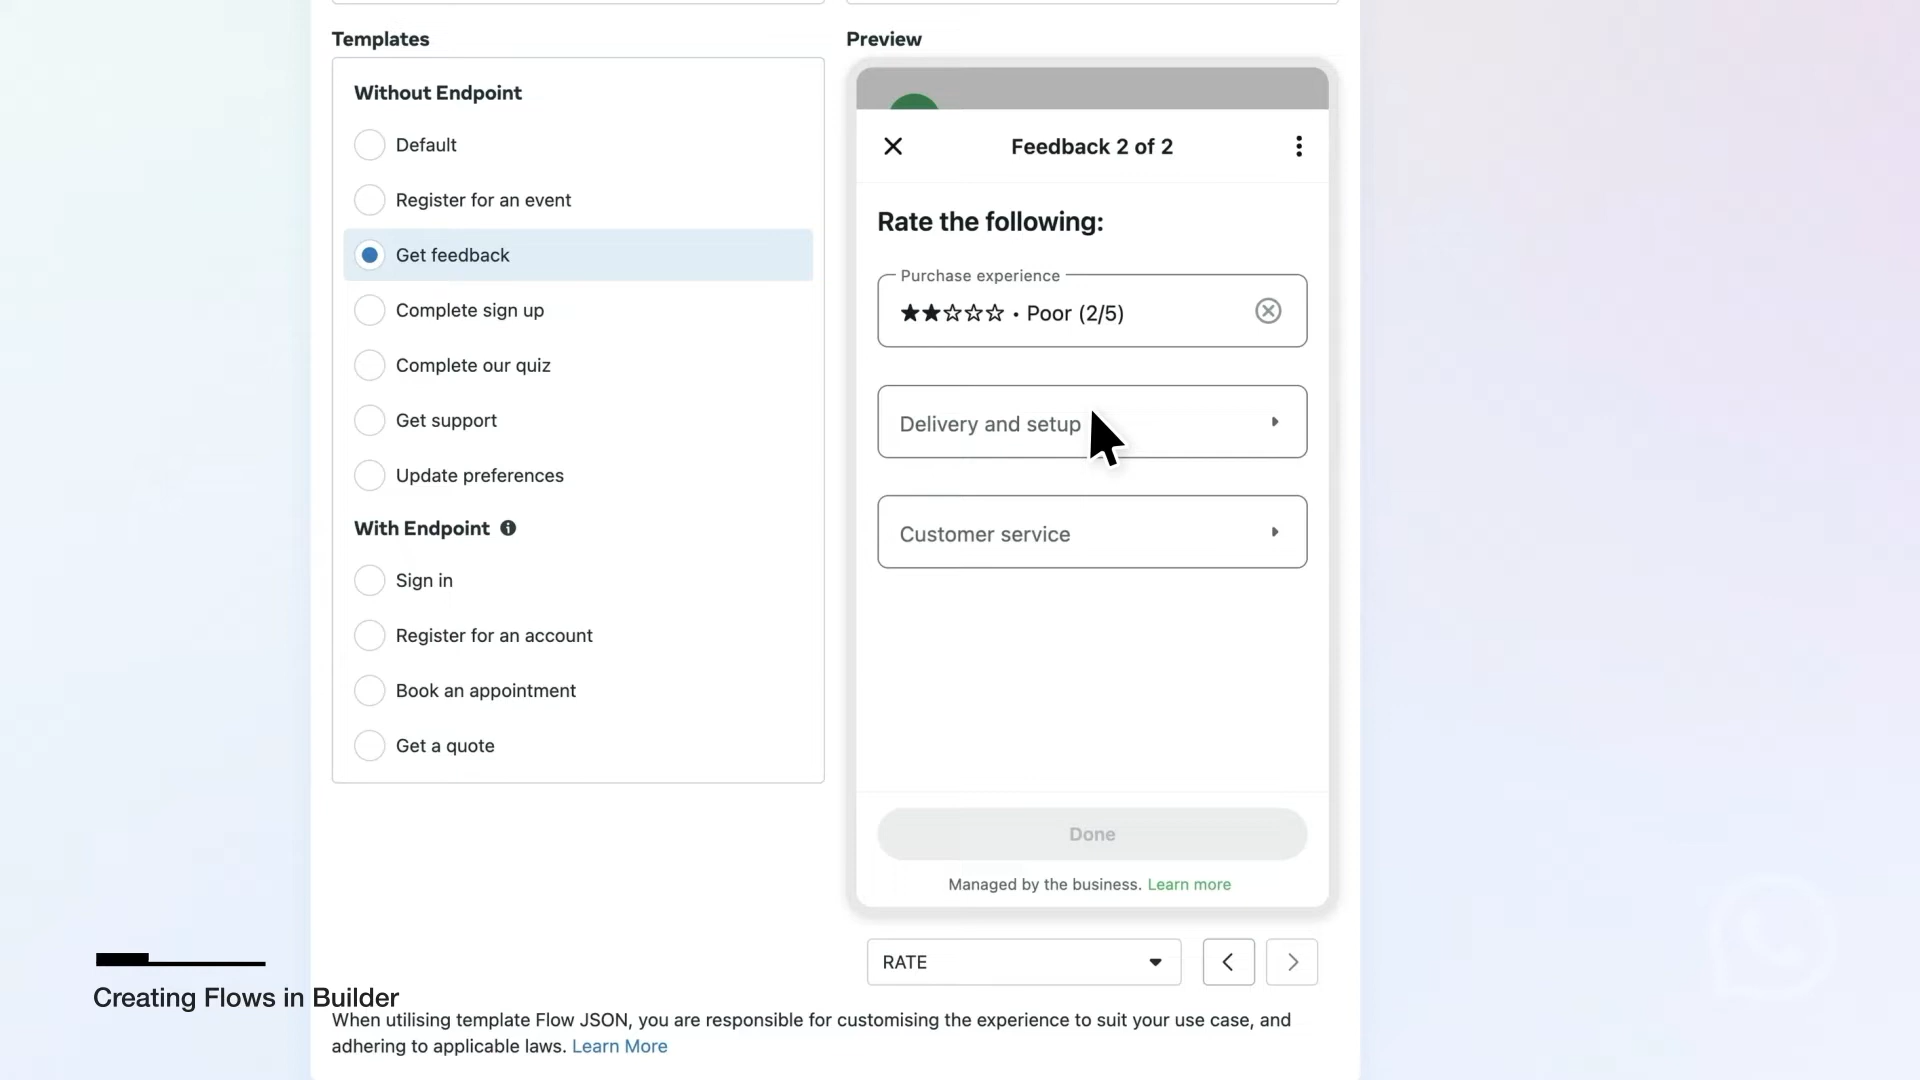 Templates
Without Endpoint
Default
Register for an event
Get feedback
Complete sign up
Complete our quiz
Get support
Update preferences
With Endpoint
Sign in
Register for an account
Book an appointment
Get a quote
Preview
Feedback 2 of 2
Rate the following:
Purchase experience
★★☆☆☆ • Poor (2/5)
Delivery and setup
Customer service
Done
Managed by the business. Learn more
RATE
Creating Flows in Builder
When utilising template Flow JSON, you are responsible for customising the experience to suit your use case, and
adhering to applicable laws. Learn More